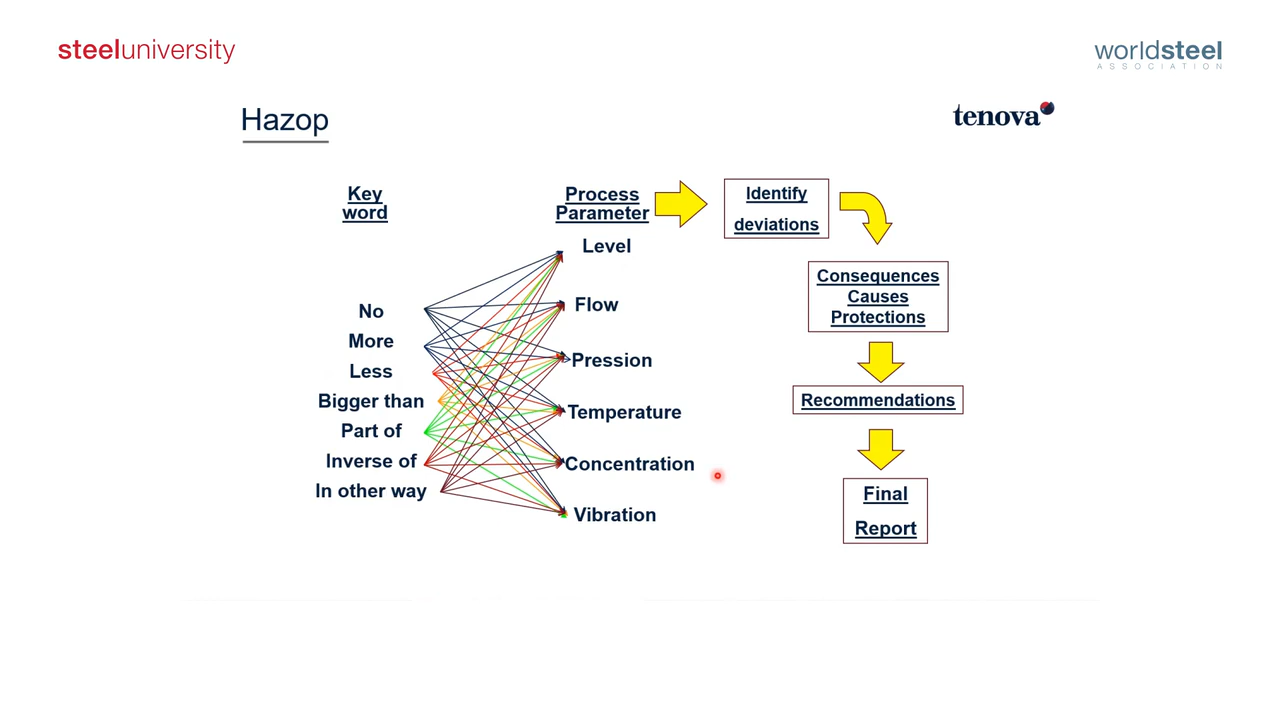 steeluniversity
worldsteel
ASSOCIATION
Hazop
tenova
Key
word
Process
Parameter
Identify
deviations
Level
Flow
Pression
Temperature
Concentration
Vibration
No
More
Less
Bigger than
Part of
Inverse of
In other way
Consequences
Causes
Protections
Recommendations
Final
Report